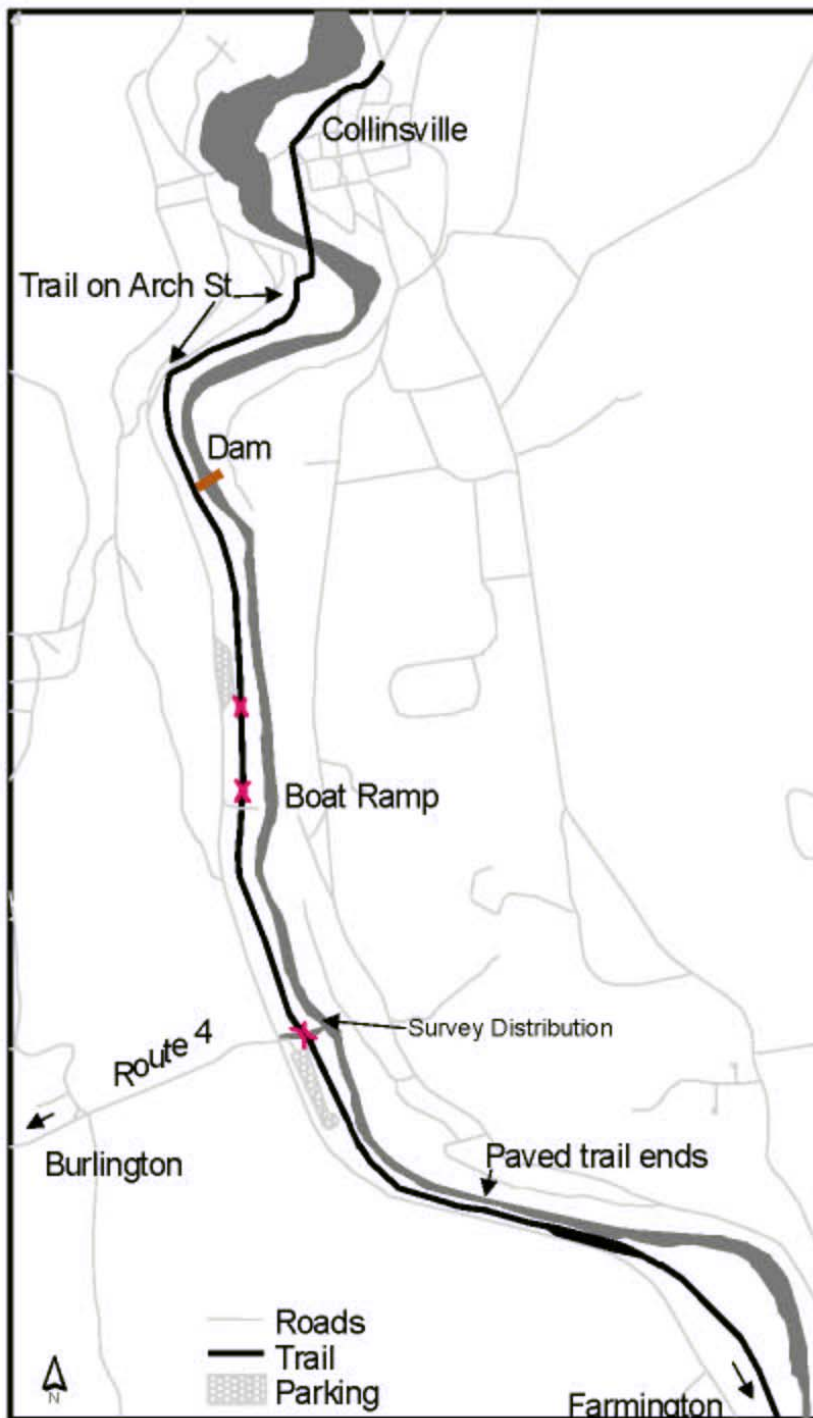 Collinsville
Trail on Arch St.
Dam
Boat Ramp
Survey Distribution
Route 4
Burlington
Paved trail ends
Roads
Trail
Parking
N
Farmington